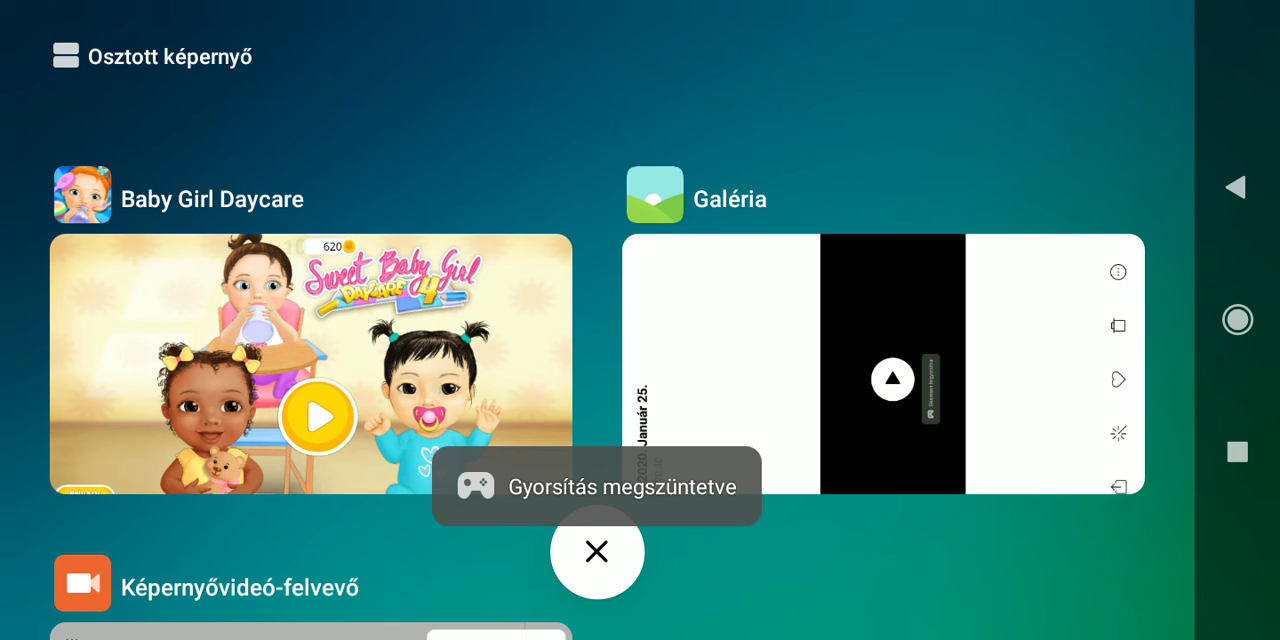 Osztott képernyő
Baby Girl Daycare
Galéria
620
Sweet Baby Girl
DAYCARE 4
2020. Január 25.
Gyorsítás megszüntetve
Képernyővideó-felvevő